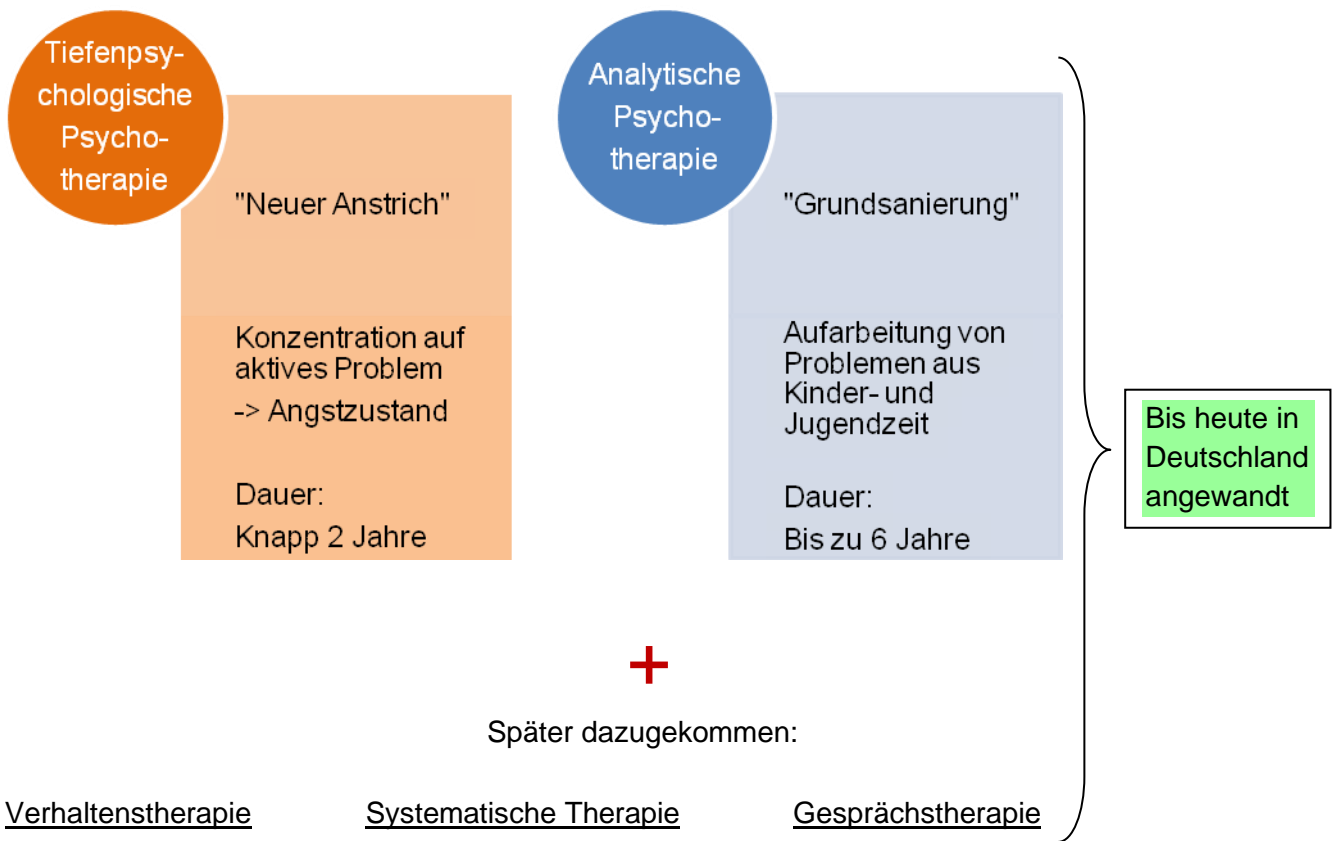 Tiefenpsy-
chologische
Psycho-
therapie
"Neuer Anstrich"
Konzentration auf
aktives Problem
-> Angstzustand
Dauer:
Knapp 2 Jahre
Analytische
Psycho-
therapie
"Grundsanierung"
Aufarbeitung von
Problemen aus
Kinder- und
Jugendzeit
Dauer:
Bis zu 6 Jahre
Bis heute in
Deutschland
angewandt
+
Später dazugekommen:
Verhaltenstherapie
Systematische Therapie
Gesprächstherapie